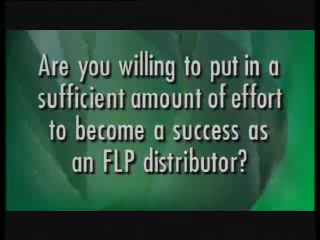 Are you willing to put in a
sufficient amount of effort
to become a success as
an FLP distributor?